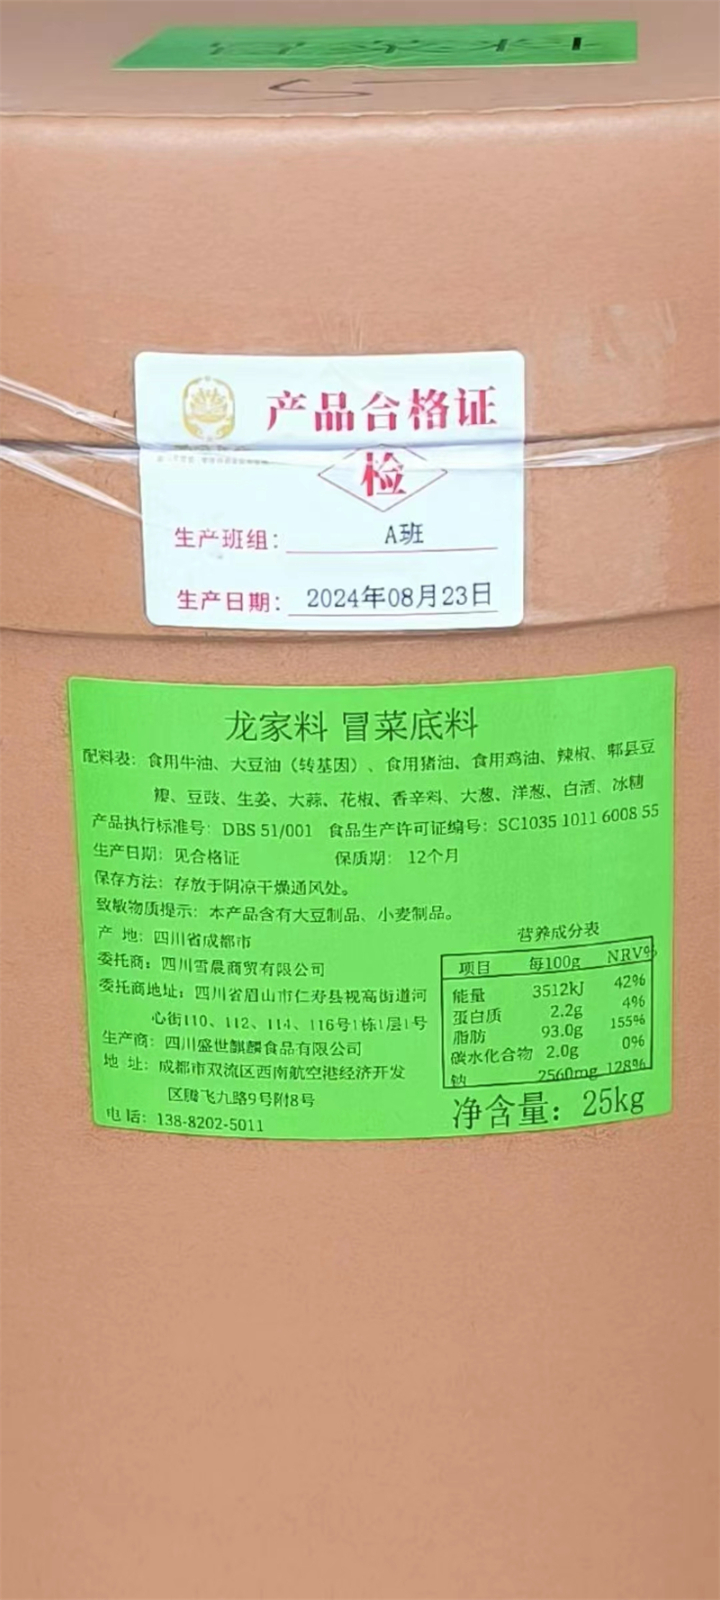 产品合格证
检
生产班组： A班
生产日期： 2024年08月23日
龙家料 冒菜底料
配料表：食用牛油、大豆油（转基因）、食用猪油、食用鸡油、辣椒、郫县豆
瓣、豆豉、生姜、大蒜、花椒、香辛料、大葱、洋葱、白酒、冰糖
产品执行标准号：DBS 51/001 食品生产许可证编号：SC1035 1011 6008 55
生产日期：见合格证 保质期：12个月
保存方法：存放于阴凉干燥通风处。
致敏物质提示：本产品含有大豆制品、小麦制品。
产 地：四川省成都市
委托商：四川雪晨商贸有限公司
委托商地址：四川省眉山市仁寿县视高街道河
心街110、112、114、116号1栋1层1号
生产商：四川盛世麒麟食品有限公司
地 址：成都市双流区西南航空港经济开发
区腾飞九路9号附8号
电话：138-8202-5011
营养成分表
项目 每100g NRV%
能量 3512kJ 42%
蛋白质 2.2g 4%
脂肪 93.0g 155%
碳水化合物 2.0g 0%
钠 2560mg 128%
净含量：25kg